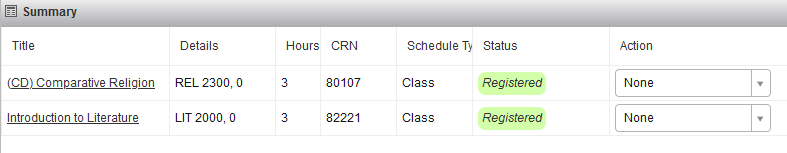 Summary
Title Details Hours CRN Schedule Ty Status Action
(CD) Comparative Religion REL 2300, 0 3 80107 Class Registered None
Introduction to Literature LIT 2000, 0 3 82221 Class Registered None